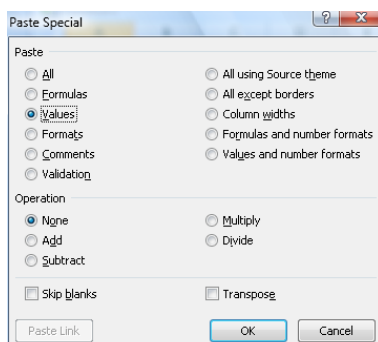 Paste Special
Paste
All
All using Source theme
Formulas
All except borders
Values
Column widths
Formats
Formulas and number formats
Comments
Values and number formats
Validation
Operation
None
Multiply
Add
Divide
Subtract
Skip blanks
Transpose
Paste Link
OK
Cancel